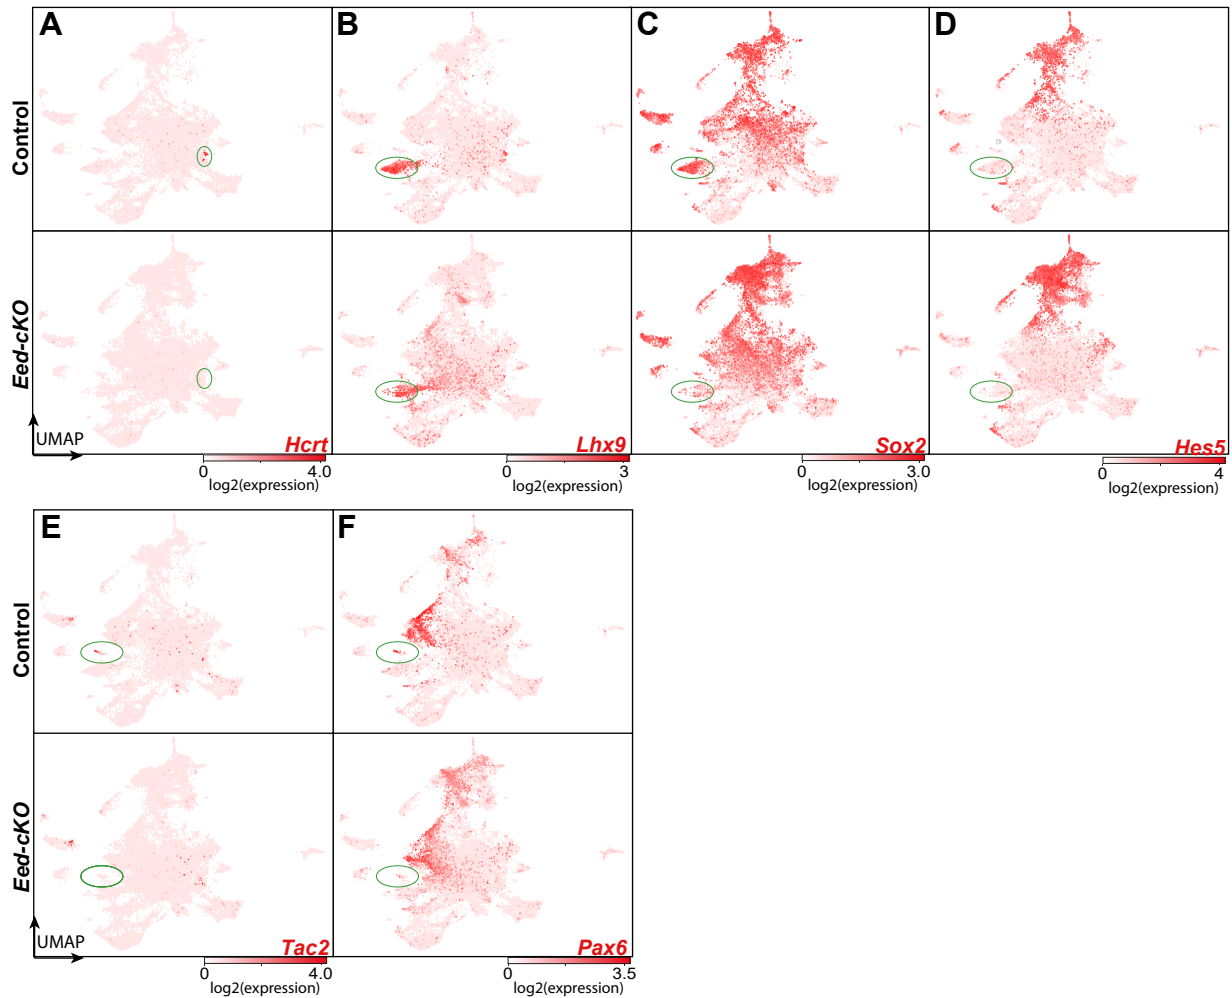 A
B
C
D
Control
Eed-cKO
UMAP
Hcrt
Lhx9
Sox2
Hes5
0 4.0
0 3
0 3.0
0 4
log2(expression)
log2(expression)
log2(expression)
log2(expression)
E
F
Control
Eed-cKO
UMAP
Tac2
Pax6
0 4.0
0 3.5
log2(expression)
log2(expression)